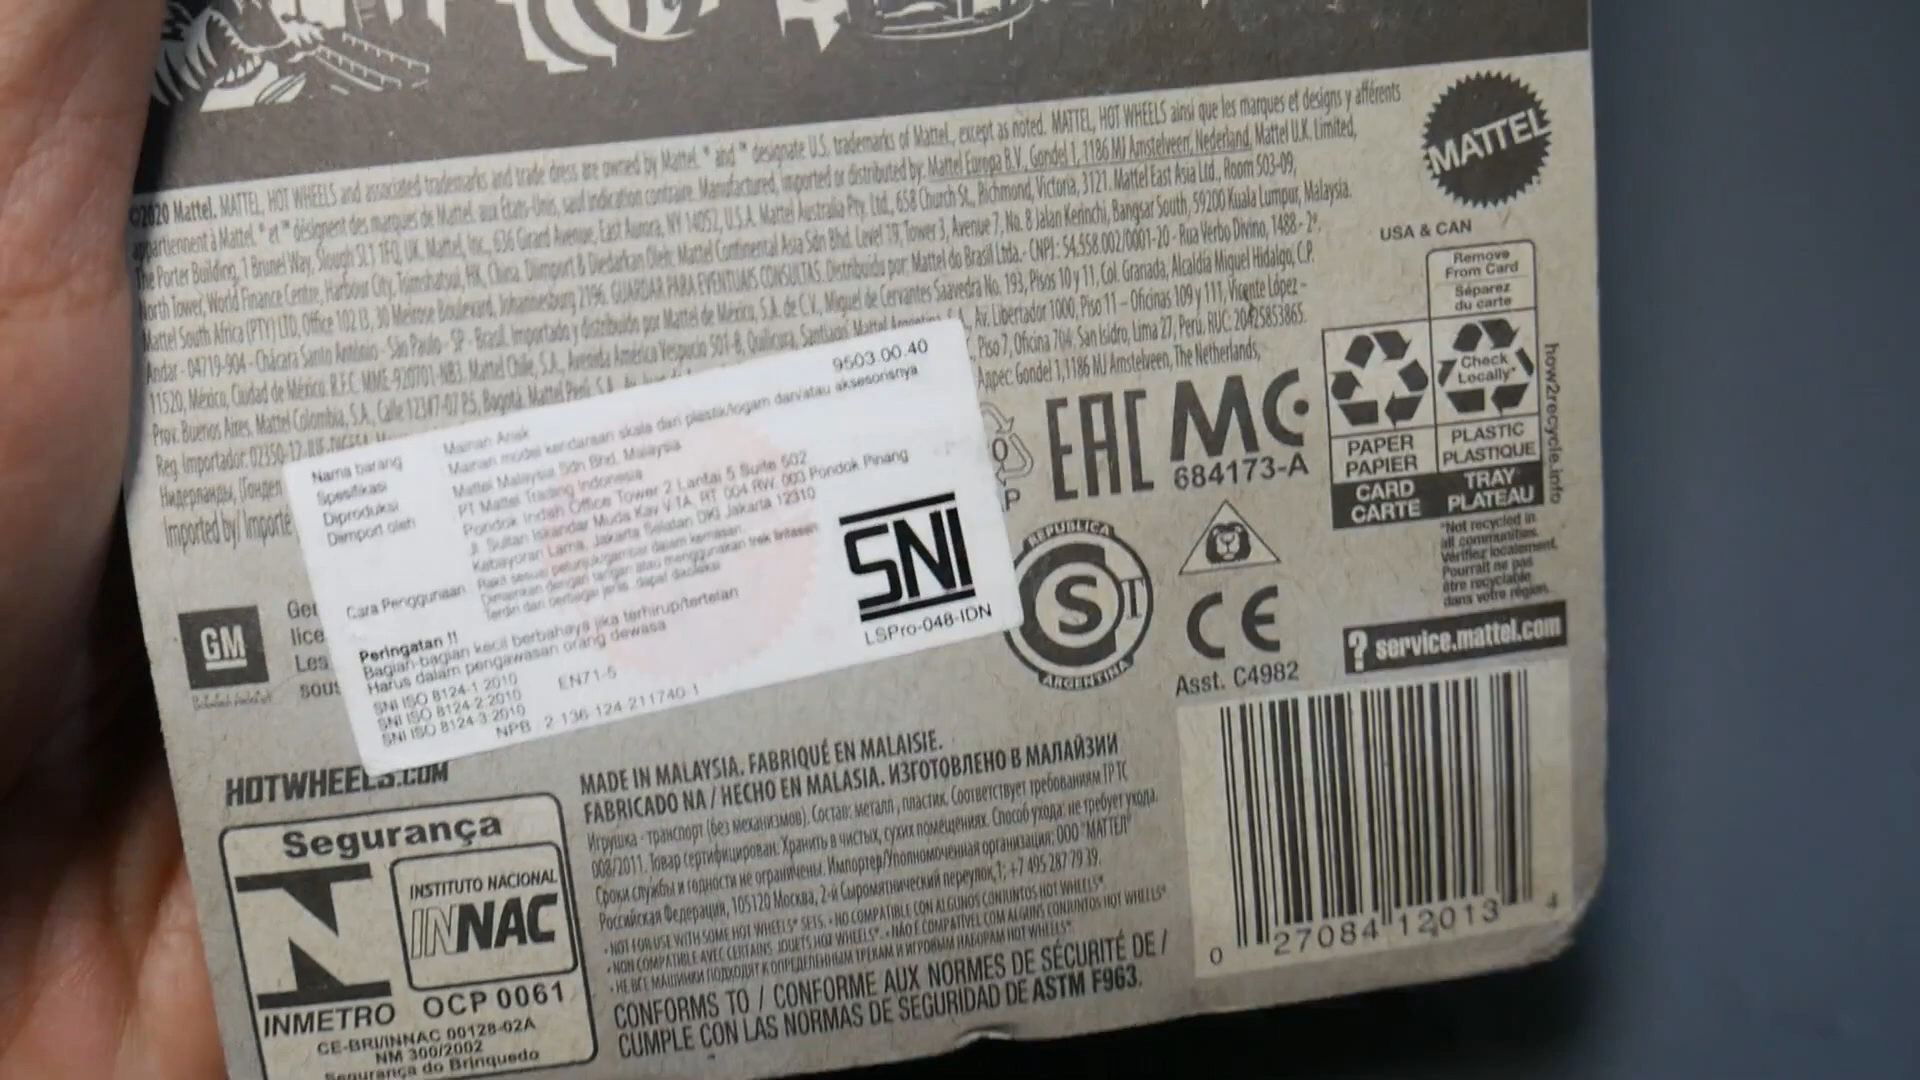 ©2020 Mattel. MATTEL, HOT WHEELS and associated trademarks and trade dress are owned by Mattel. ® and ™ designate U.S. trademarks of Mattel, except as noted. MATTEL, HOT WHEELS ainsi que les marques et designs y afférents
appartiennent à Mattel. ® et ™ désignent des marques de Mattel aux États-Unis, sauf indication contraire. Manufactured, imported or distributed by: Mattel Europa B.V., Gondel 1, 1186 MJ Amstelveen, Nederland. Mattel U.K. Limited,
The Porter Building, 1 Brunel Way, Slough SL1 1FQ, UK. Mattel, Inc., 636 Girard Avenue, East Aurora, NY 14052, U.S.A. Mattel Australia Pty. Ltd., 658 Church St., Richmond, Victoria, 3121. Mattel East Asia Ltd., Room 503-09,
North Tower, World Finance Centre, Harbour City, Tsimshatsui, HK, China. Diimport & Diedarkan Oleh: Mattel Continental Asia Sdn Bhd. Level 19, Tower 3, Avenue 7, No. 8 Jalan Kerinchi, Bangsar South, 59200 Kuala Lumpur, Malaysia.
Mattel South Africa (PTY) LTD, Office 102 I3, 30 Melrose Boulevard, Johannesburg 2196. GUARDAR PARA EVENTUAIS CONSULTAS. Distribuído por: Mattel do Brasil Ltda.- CNPJ: 54.558.002/0001-20 - Rua Verbo Divino, 1488 - 2º.
Andar - 04719-904 - Chácara Santo Antônio - São Paulo - SP - Brasil. Importado y distribuido por: Mattel de México, S.A. de C.V., Miguel de Cervantes Saavedra No. 193, Pisos 10 y 11, Col. Granada, Alcaldía Miguel Hidalgo, C.P.
11520, México, Ciudad de México. R.F.C. MME-920701-NB3. Mattel Chile, S.A., Avenida América Vespucio 501-B, Quilicura, Santiago. Mattel Argentina, S.A., Av. Libertador 1000, Piso 11 – Oficinas 109 y 111, Vicente López -
Prov. Buenos Aires. Mattel Colombia, S.A., Calle 123#7-07 P.5, Bogotá. Mattel Perú, S.A., Piso 7, Oficina 704, San Isidro, Lima 27, Perú. RUC: 20425853865.
Reg. Importador: 02350-12- Appec: Gondel 1, 1186 MJ Amstelveen, The Netherlands,
Нидерланды, (Гондел
Imported by/ Importé
MATTEL
USA & CAN
Remove
From Card
Séparez
du carte
Check
Locally*
PAPER
PAPIER
CARD
CARTE
PLASTIC
PLASTIQUE
TRAY
PLATEAU
how2recycle.info
*Not recycled in
all communities.
Vérifiez localement.
Pourrait ne pas
être recyclable
dans votre région.
EAC
MC
684173-A
9503.00.40
Nama barang Mainan Anak
Spesifikasi Mainan model kendaraan skala dari plastik/logam dan/atau aksesorisnya
Diproduksi Mattel Malaysia Sdn Bhd. Malaysia
Diimport oleh PT Mattel Trading Indonesia
Pondok Indah Office Tower 2 Lantai 5 Suite 502
Jl. Sultan Iskandar Muda Kav V-TA, RT 004 RW. 003 Pondok Pinang
Kebayoran Lama, Jakarta Selatan DKI Jakarta 12310
Cara Penggunaan Rakit sesuai petunjuk/gambar dalam kemasan.
Dimainkan dengan tangan atau menggunakan trek lintasan
Terdiri dari berbagai jenis, dapat dikoleksi
Peringatan !!
Bagian-bagian kecil berbahaya jika terhirup/tertelan
Harus dalam pengawasan orang dewasa
SNI ISO 8124-1 2010
SNI ISO 8124-2 2010 EN71-5
SNI ISO 8124-3 2010
NPB : 2 136 124 211740 1
SNI
LSPro-048-IDN
GM
lice
Les
sous
REPUBLICA
S T
ARGENTINA
CE
Asst. C4982
? service.mattel.com
HOTWHEELS.COM
MADE IN MALAYSIA. FABRIQUÉ EN MALAISIE.
FABRICADO NA / HECHO EN MALASIA. ИЗГОТОВЛЕНО В МАЛАЙЗИИ
Игрушка - транспорт (без механизмов). Состав: металл, пластик. Соответствует требованиям ТР ТС
008/2011. Товар сертифицирован. Хранить в чистых, сухих помещениях. Способ ухода: не требует ухода.
Сроки службы и годности не ограничены. Импортер/Уполномоченная организация: ООО "МАТТЕЛ"
Российская Федерация, 105120 Москва, 2-й Сыромятнический переулок,1; +7 495 287 79 39.
• NOT FOR USE WITH SOME HOT WHEELS® SETS. • NO COMPATIBLE CON ALGUNOS CONJUNTOS HOT WHEELS®.
• NON COMPATIBLE AVEC CERTAINS JOUETS HOT WHEELS®. • NÃO É COMPATÍVEL COM ALGUNS CONJUNTOS HOT WHEELS®
• НЕ ВСЕ МАШИНКИ ПОДХОДЯТ К ОПРЕДЕЛЕННЫМ ТРЕКАМ И ИГРОВЫМ НАБОРАМ HOT WHEELS®
CONFORMS TO / CONFORME AUX NORMES DE SÉCURITÉ DE /
CUMPLE CON LAS NORMAS DE SEGURIDAD DE ASTM F963.
Segurança
INSTITUTO NACIONAL
INNAC
INMETRO
OCP 0061
CE-BRI/INNAC 00128-02A
NM 300/2002
Segurança do Brinquedo
0 27084 12013 4